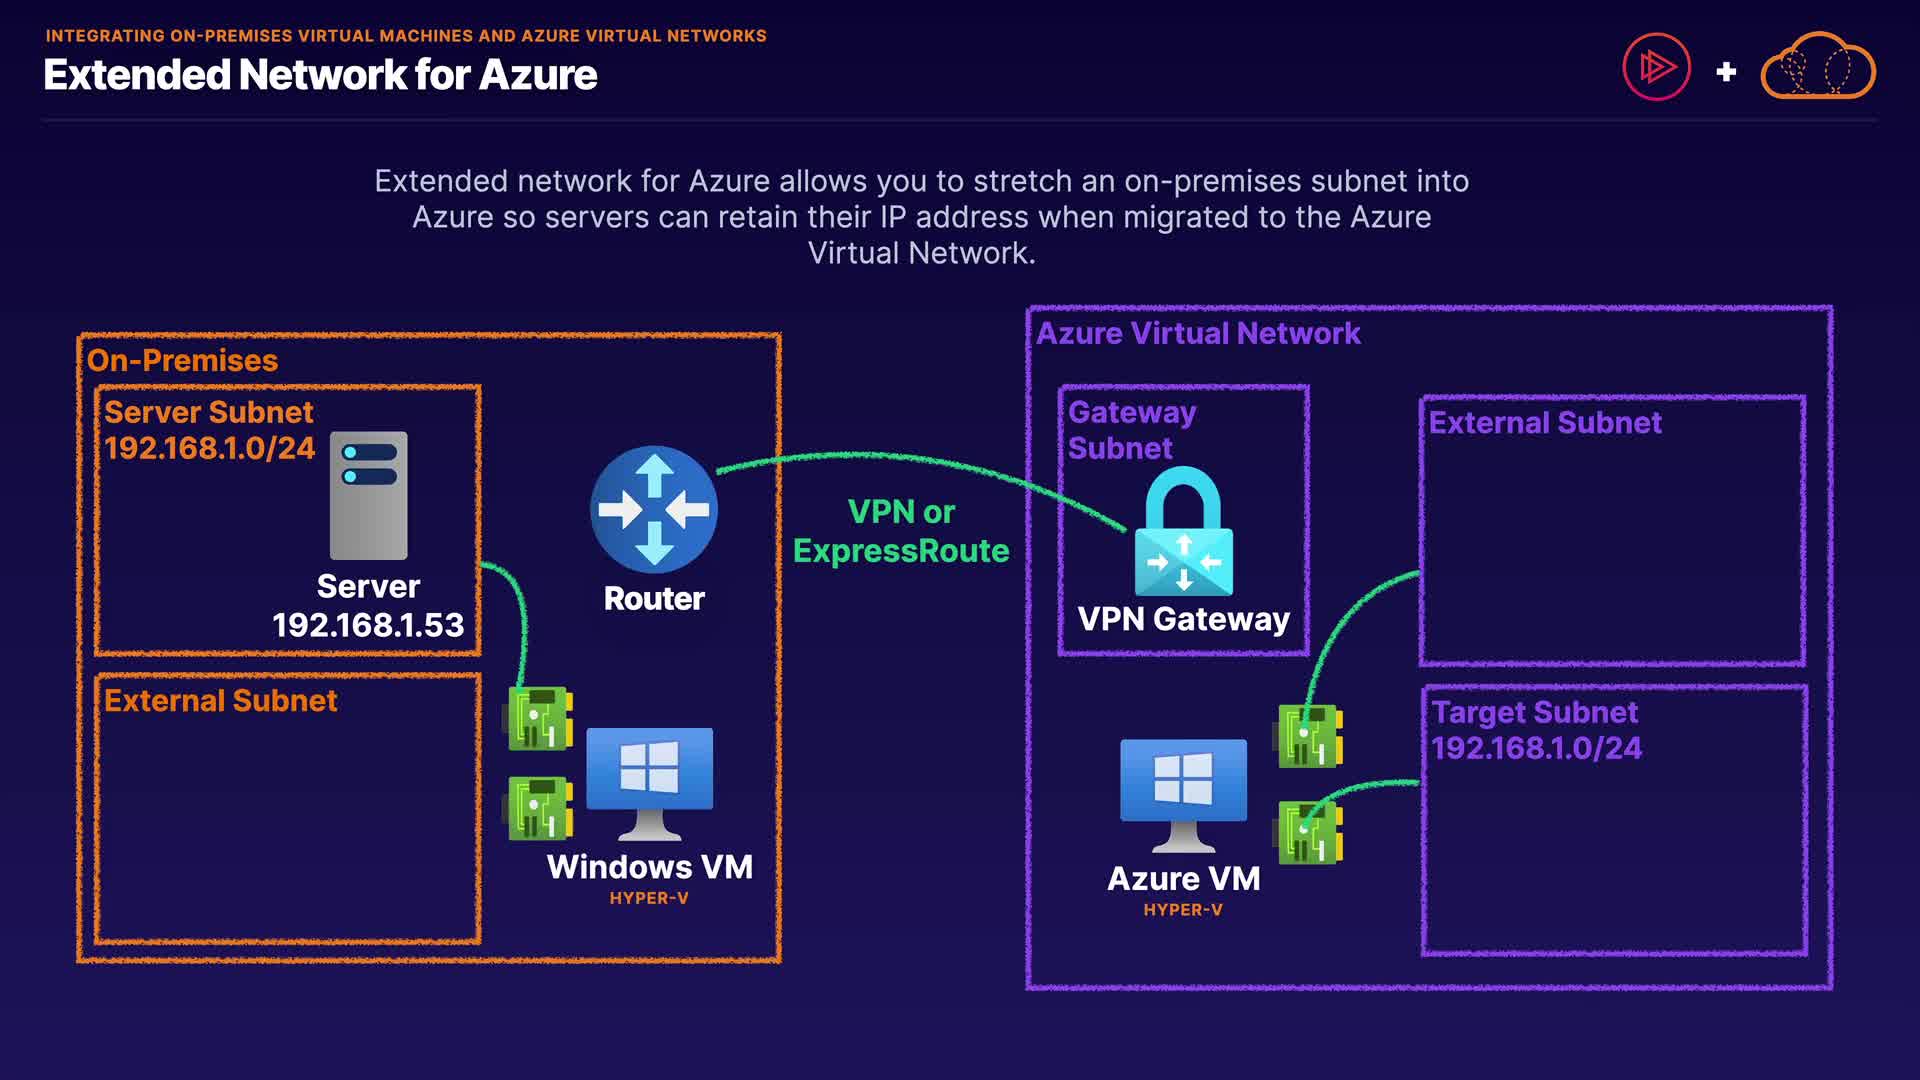 INTEGRATING ON-PREMISES VIRTUAL MACHINES AND AZURE VIRTUAL NETWORKS
Extended Network for Azure
Extended network for Azure allows you to stretch an on-premises subnet into
Azure so servers can retain their IP address when migrated to the Azure
Virtual Network.
On-Premises
Server Subnet
192.168.1.0/24
Server
192.168.1.53
Router
External Subnet
Windows VM
HYPER-V
VPN or
ExpressRoute
Azure Virtual Network
Gateway
Subnet
VPN Gateway
External Subnet
Azure VM
HYPER-V
Target Subnet
192.168.1.0/24